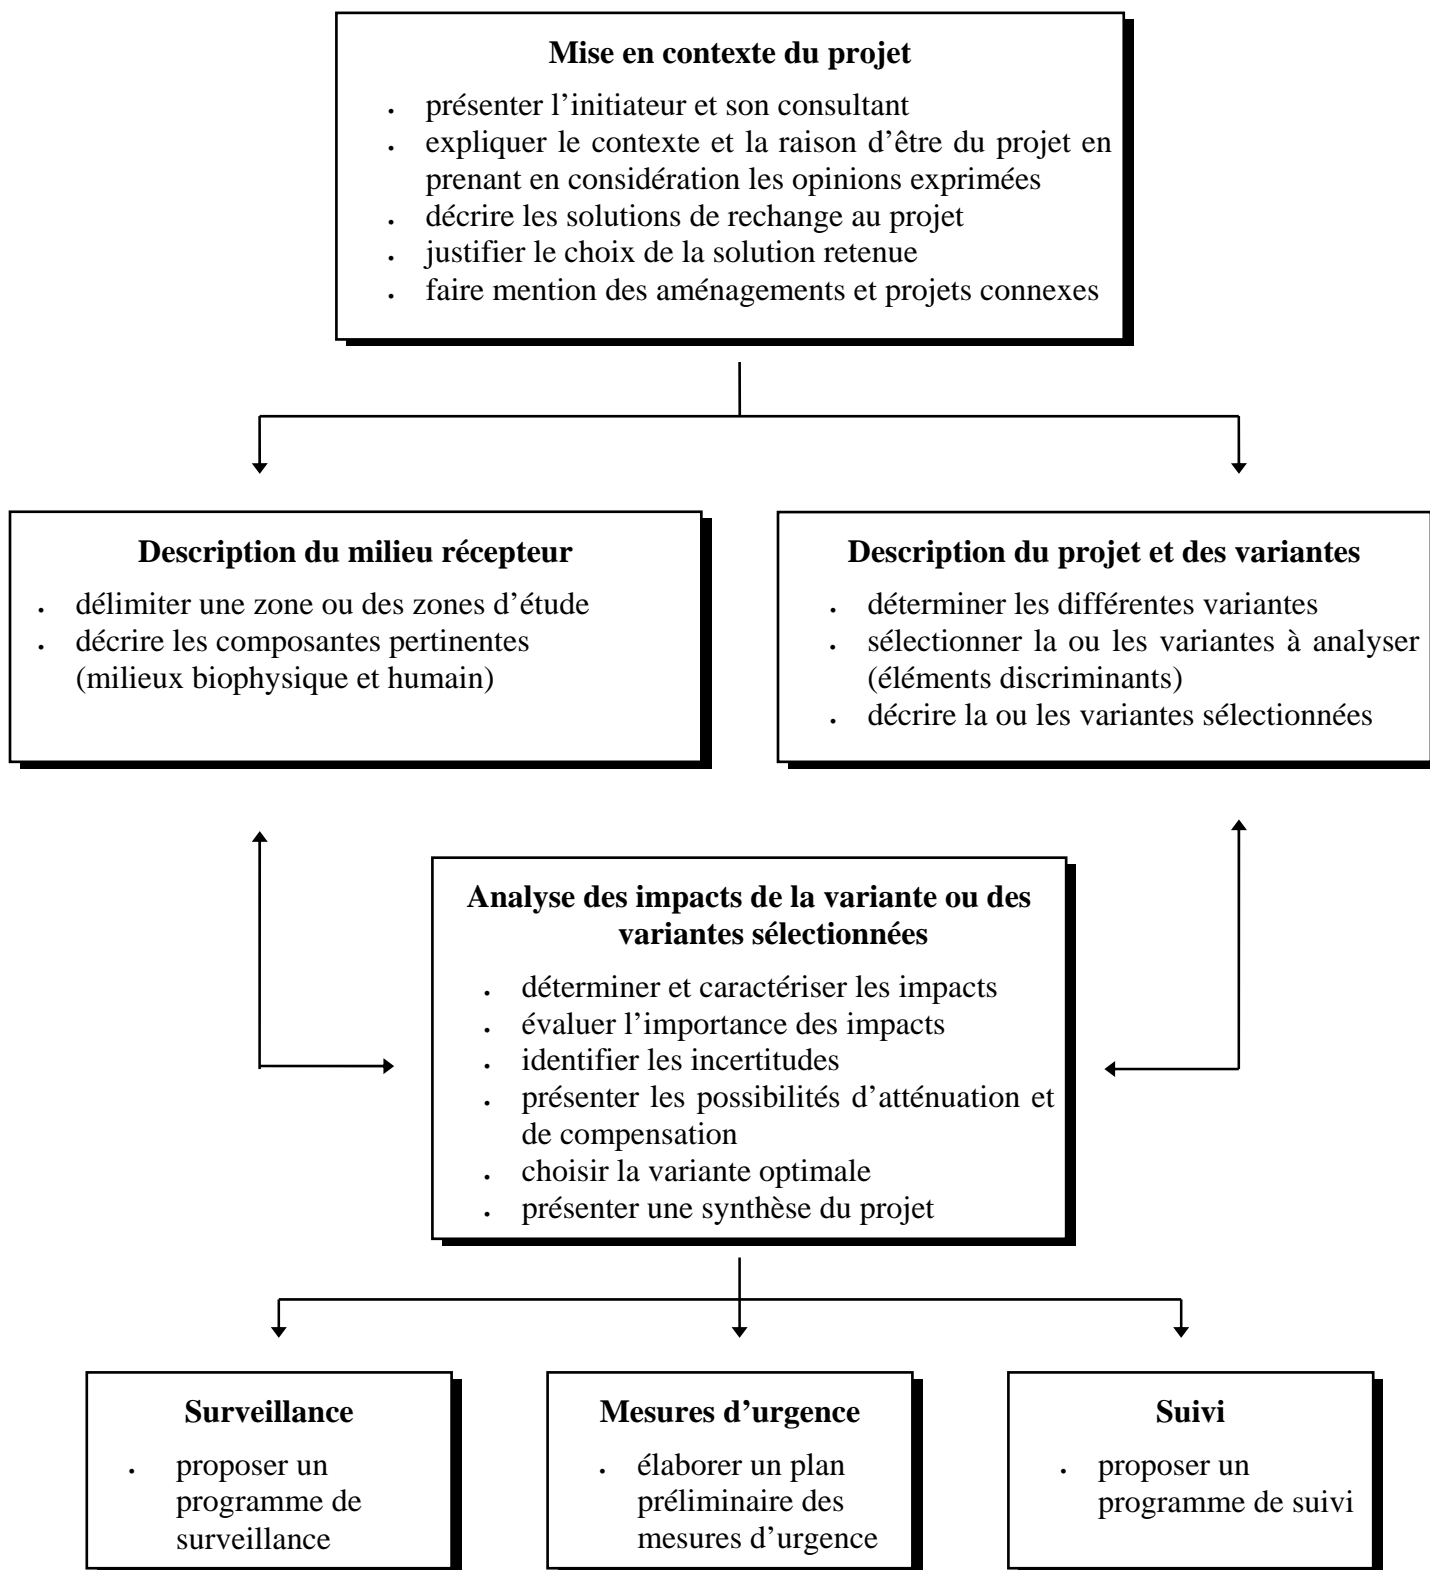 Mise en contexte du projet
. présenter l’initiateur et son consultant
. expliquer le contexte et la raison d’être du projet en
prenant en considération les opinions exprimées
. décrire les solutions de rechange au projet
. justifier le choix de la solution retenue
. faire mention des aménagements et projets connexes
Description du milieu récepteur
. délimiter une zone ou des zones d’étude
. décrire les composantes pertinentes
(milieux biophysique et humain)
Description du projet et des variantes
. déterminer les différentes variantes
. sélectionner la ou les variantes à analyser
(éléments discriminants)
. décrire la ou les variantes sélectionnées
Analyse des impacts de la variante ou des
variantes sélectionnées
. déterminer et caractériser les impacts
. évaluer l’importance des impacts
. identifier les incertitudes
. présenter les possibilités d’atténuation et
de compensation
. choisir la variante optimale
. présenter une synthèse du projet
Surveillance
. proposer un
programme de
surveillance
Mesures d’urgence
. élaborer un plan
préliminaire des
mesures d’urgence
Suivi
. proposer un
programme de suivi